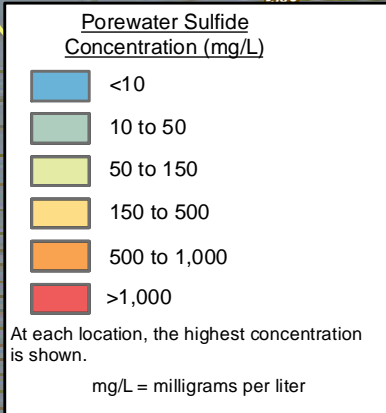 Porewater Sulfide
Concentration (mg/L)
<10
10 to 50
50 to 150
150 to 500
500 to 1,000
>1,000
At each location, the highest concentration
is shown.
mg/L = milligrams per liter